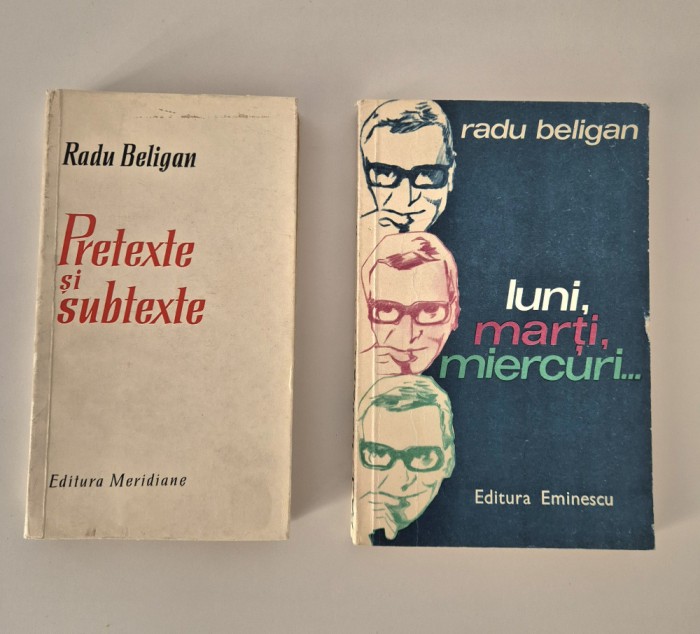 Radu Beligan
Pretexte
și
subtexte
Editura Meridiane
radu beligan
luni,
marți,
miercuri...
Editura Eminescu